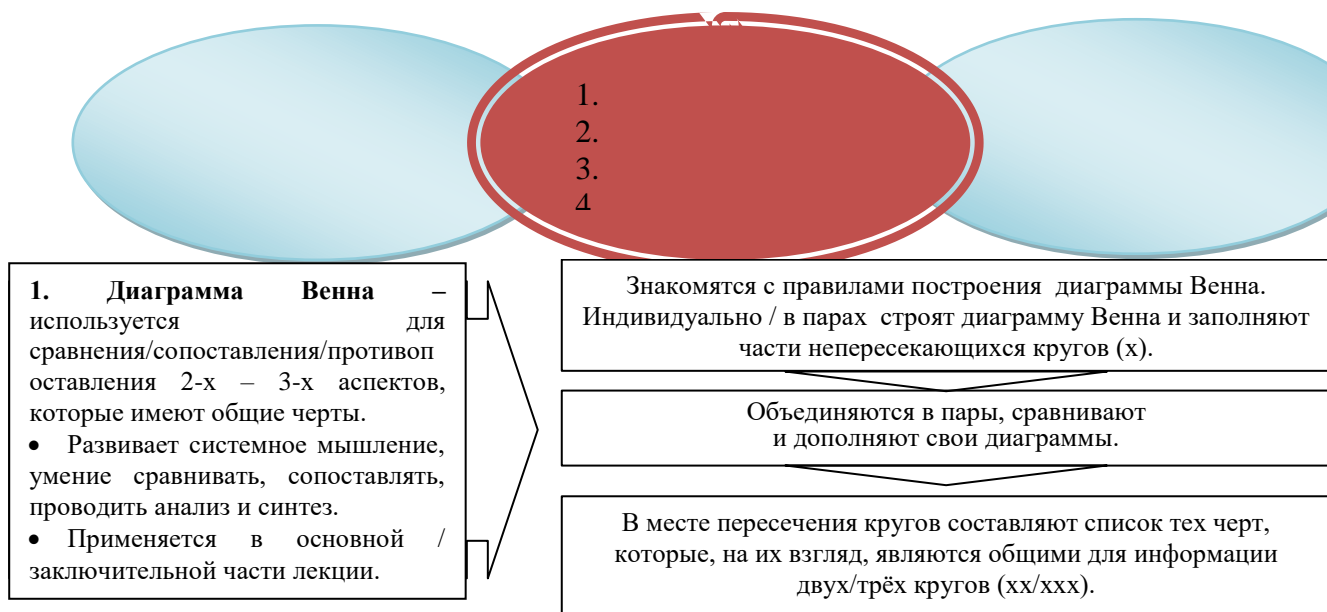 1.
2.
3.
4
1. Диаграмма Венна –
используется для
сравнения/сопоставления/противоп
оставления 2-х – 3-х аспектов,
которые имеют общие черты.
• Развивает системное мышление,
умение сравнивать, сопоставлять,
проводить анализ и синтез.
• Применяется в основной /
заключительной части лекции.
Знакомятся с правилами построения диаграммы Венна.
Индивидуально / в парах строят диаграмму Венна и заполняют
части непересекающихся кругов (х).
Объединяются в пары, сравнивают
и дополняют свои диаграммы.
В месте пересечения кругов составляют список тех черт,
которые, на их взгляд, являются общими для информации
двух/трёх кругов (хх/ххх).